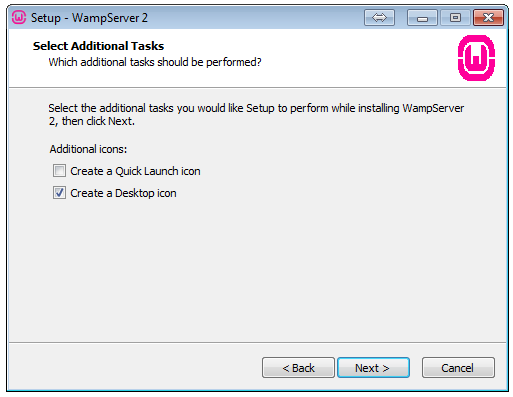 Setup - WampServer 2
Select Additional Tasks
Which additional tasks should be performed?
Select the additional tasks you would like Setup to perform while installing WampServer
2, then click Next.
Additional icons:
Create a Quick Launch icon
Create a Desktop icon
< Back
Next >
Cancel